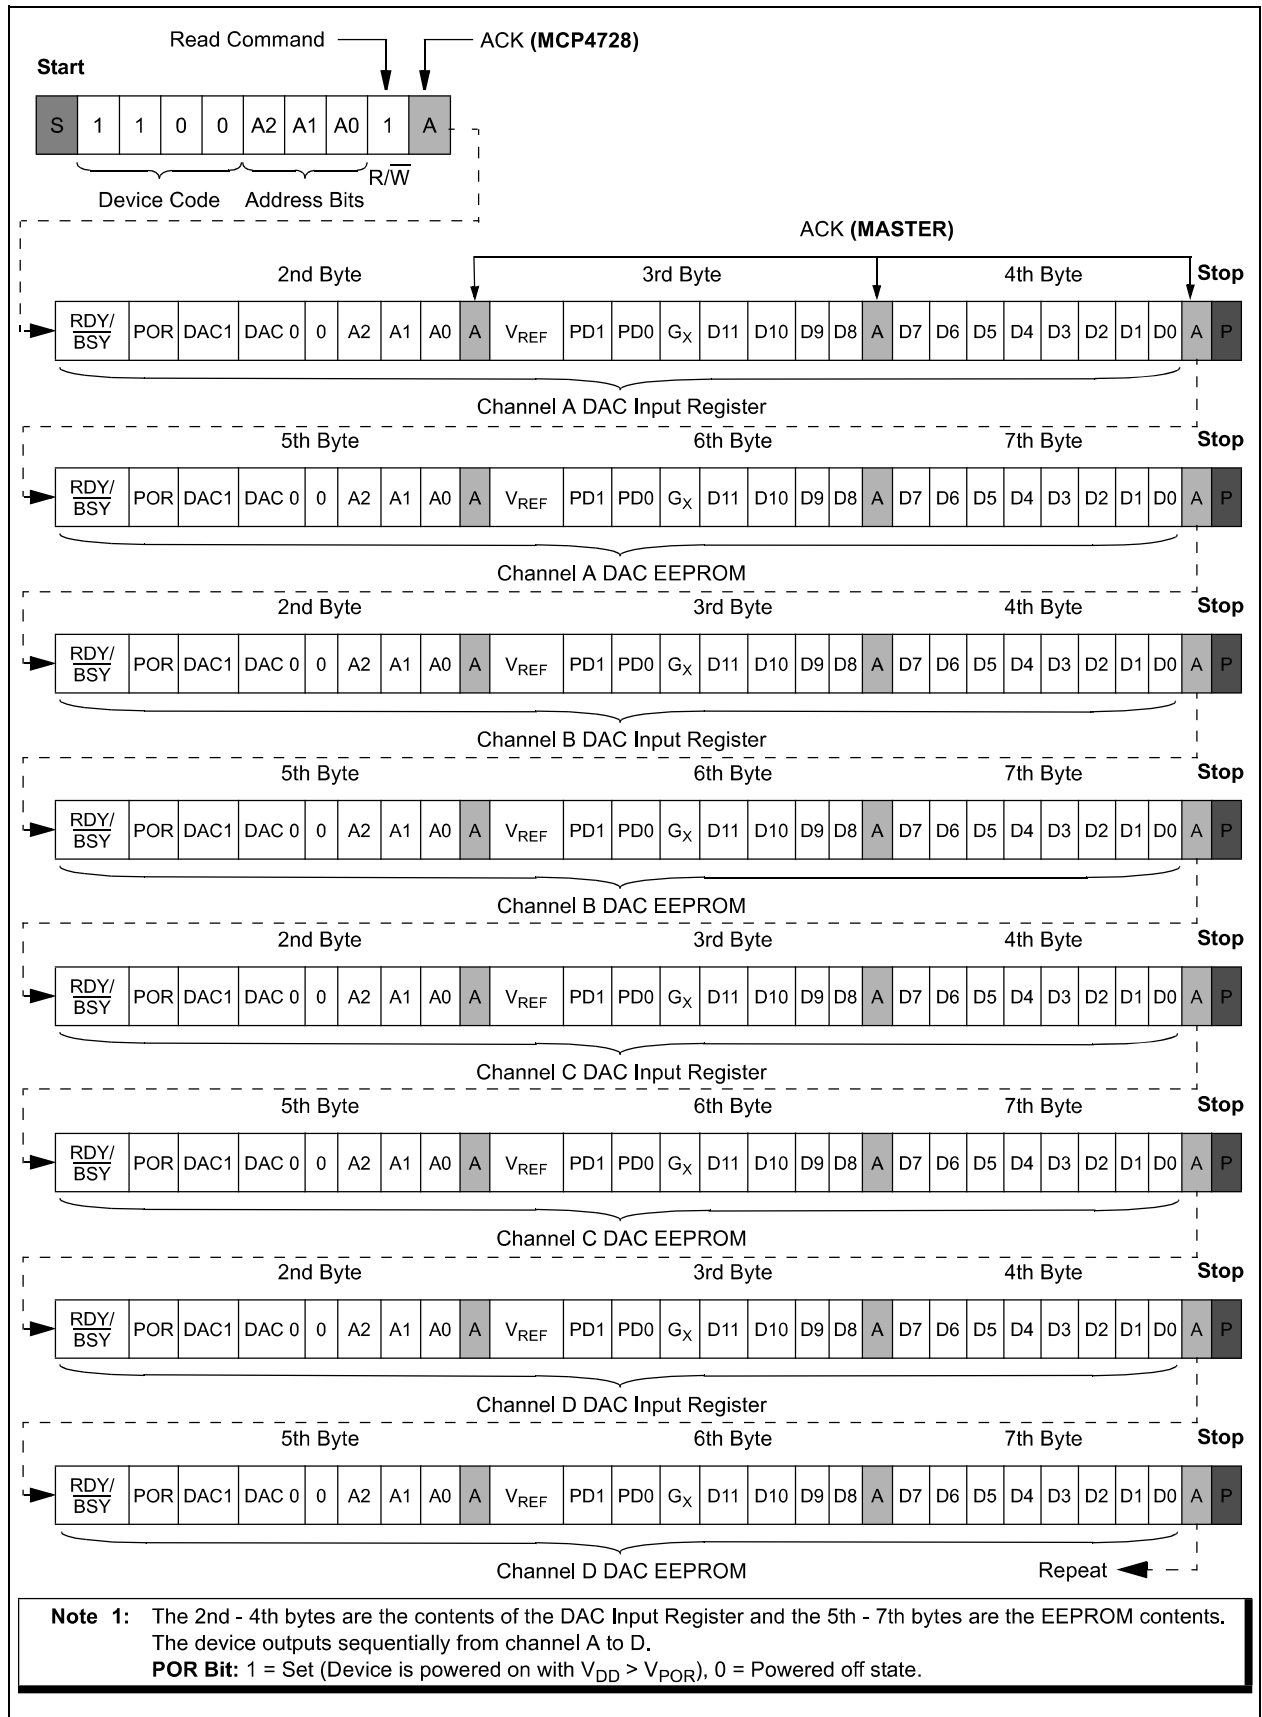 Read Command ACK (MCP4728)
Start
S 1 1 0 0 A2 A1 A0 1 A
R/W
Device Code Address Bits
ACK (MASTER)
2nd Byte 3rd Byte 4th Byte Stop
RDY/BSY POR DAC1 DAC 0 0 A2 A1 A0 A VREF PD1 PD0 GX D11 D10 D9 D8 A D7 D6 D5 D4 D3 D2 D1 D0 A P
Channel A DAC Input Register
5th Byte 6th Byte 7th Byte Stop
RDY/BSY POR DAC1 DAC 0 0 A2 A1 A0 A VREF PD1 PD0 GX D11 D10 D9 D8 A D7 D6 D5 D4 D3 D2 D1 D0 A P
Channel A DAC EEPROM
2nd Byte 3rd Byte 4th Byte Stop
RDY/BSY POR DAC1 DAC 0 0 A2 A1 A0 A VREF PD1 PD0 GX D11 D10 D9 D8 A D7 D6 D5 D4 D3 D2 D1 D0 A P
Channel B DAC Input Register
5th Byte 6th Byte 7th Byte Stop
RDY/BSY POR DAC1 DAC 0 0 A2 A1 A0 A VREF PD1 PD0 GX D11 D10 D9 D8 A D7 D6 D5 D4 D3 D2 D1 D0 A P
Channel B DAC EEPROM
2nd Byte 3rd Byte 4th Byte Stop
RDY/BSY POR DAC1 DAC 0 0 A2 A1 A0 A VREF PD1 PD0 GX D11 D10 D9 D8 A D7 D6 D5 D4 D3 D2 D1 D0 A P
Channel C DAC Input Register
5th Byte 6th Byte 7th Byte Stop
RDY/BSY POR DAC1 DAC 0 0 A2 A1 A0 A VREF PD1 PD0 GX D11 D10 D9 D8 A D7 D6 D5 D4 D3 D2 D1 D0 A P
Channel C DAC EEPROM
2nd Byte 3rd Byte 4th Byte Stop
RDY/BSY POR DAC1 DAC 0 0 A2 A1 A0 A VREF PD1 PD0 GX D11 D10 D9 D8 A D7 D6 D5 D4 D3 D2 D1 D0 A P
Channel D DAC Input Register
5th Byte 6th Byte 7th Byte Stop
RDY/BSY POR DAC1 DAC 0 0 A2 A1 A0 A VREF PD1 PD0 GX D11 D10 D9 D8 A D7 D6 D5 D4 D3 D2 D1 D0 A P
Channel D DAC EEPROM Repeat
Note 1: The 2nd - 4th bytes are the contents of the DAC Input Register and the 5th - 7th bytes are the EEPROM contents.
The device outputs sequentially from channel A to D.
POR Bit: 1 = Set (Device is powered on with VDD > VPOR), 0 = Powered off state.